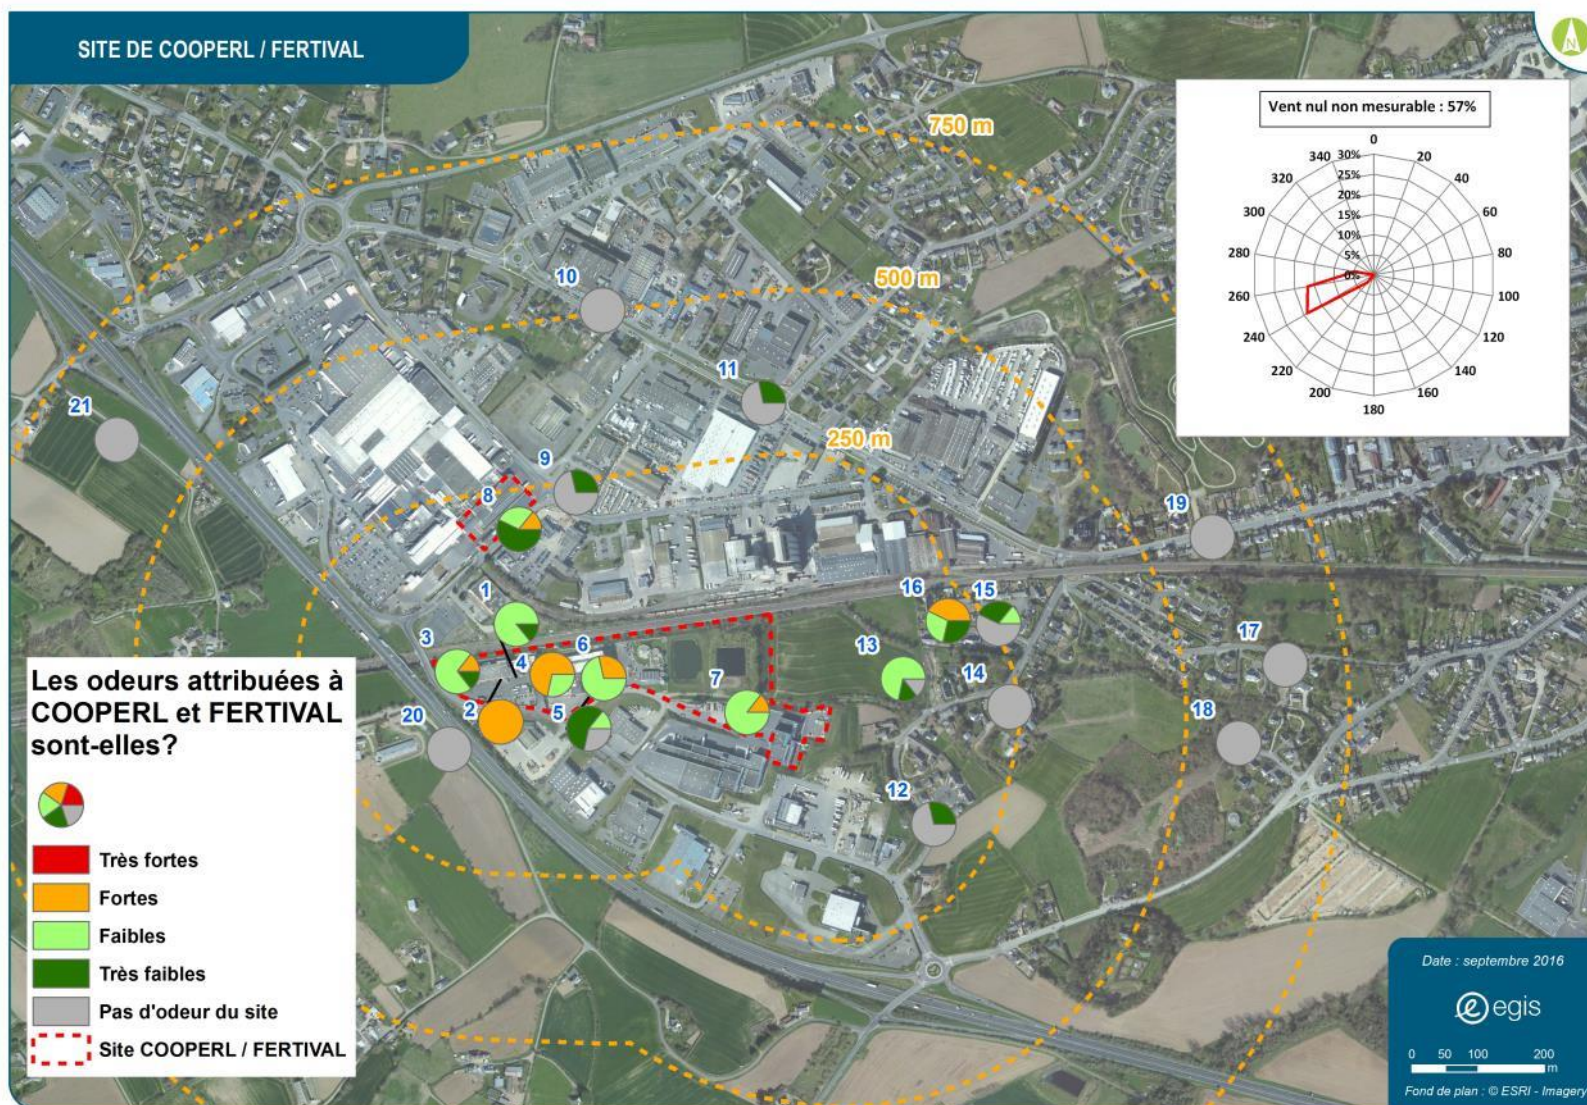 SITE DE COOPERL / FERTIVAL
N
Vent nul non mesurable : 57%
0
20
40
60
80
100
120
140
160
180
200
220
240
260
280
300
320
340
30%
25%
20%
15%
10%
5%
0%
750 m
500 m
250 m
10
11
21
9
8
19
1
16
15
3
6
4
13
17
7
14
2
5
20
18
12
Les odeurs attribuées à
COOPERL et FERTIVAL
sont-elles?
Très fortes
Fortes
Faibles
Très faibles
Pas d'odeur du site
Site COOPERL / FERTIVAL
Date : septembre 2016
egis
0 50 100 200
m
Fond de plan : © ESRI - Imagery